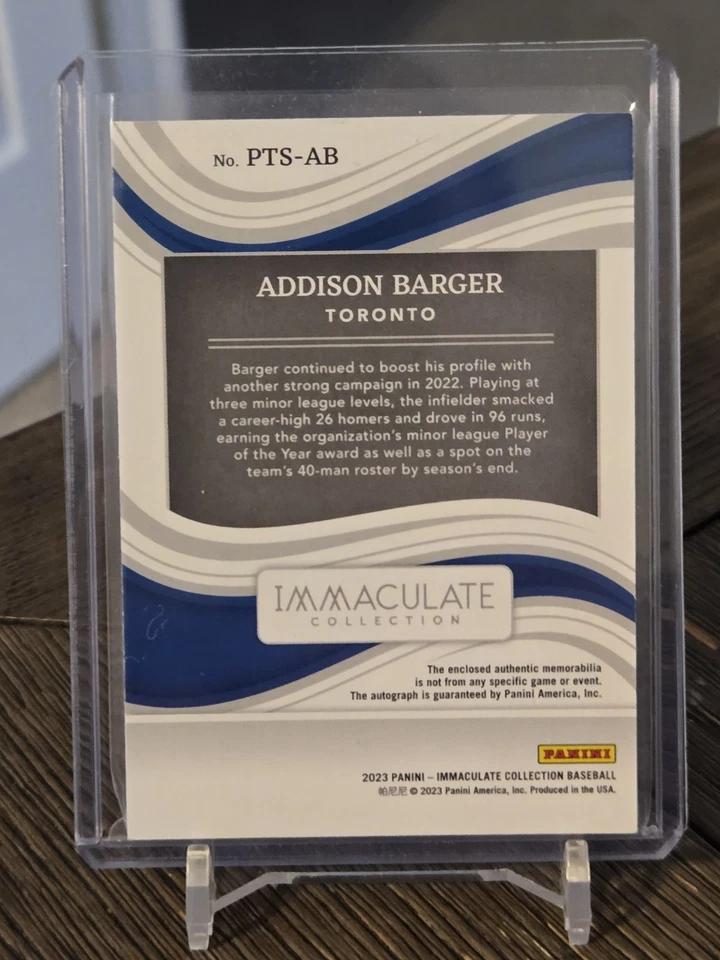 No. PTS-AB
ADDISON BARGER
TORONTO
Barger continued to boost his profile with
another strong campaign in 2022. Playing at
three minor league levels, the infielder smacked
a career-high 26 homers and drove in 96 runs,
earning the organization's minor league Player
of the Year award as well as a spot on the
team's 40-man roster by season's end.
IMMACULATE
COLLECTION
The enclosed authentic memorabilia
is not from any specific game or event.
The autograph is guaranteed by Panini America, Inc.
PANINI
2023 PANINI – IMMACULATE COLLECTION BASEBALL
帕尼尼 © 2023 Panini America, Inc. Produced in the USA.